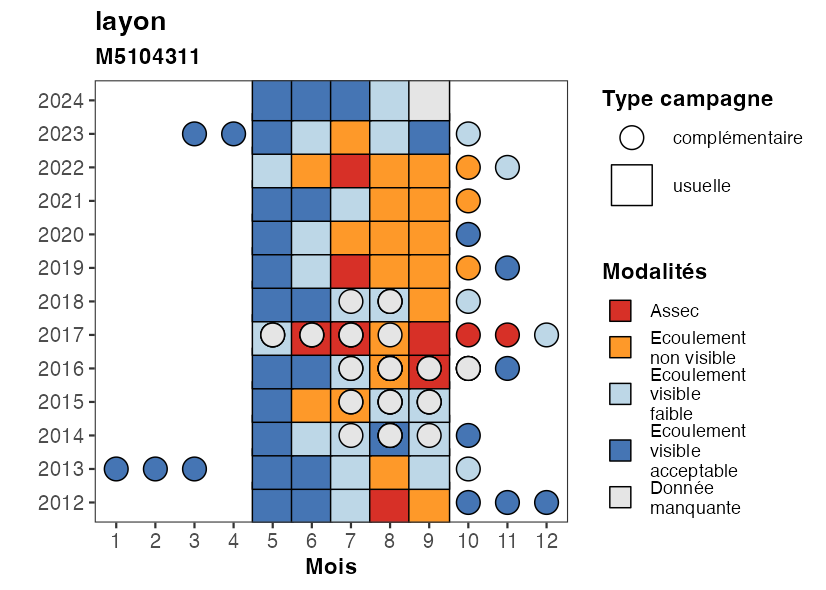 layon
M5104311
2024
2023
2022
2021
2020
2019
2018
2017
2016
2015
2014
2013
2012
1 2 3 4 5 6 7 8 9 10 11 12
Mois
Type campagne
complémentaire
usuelle
Modalités
Assec
Ecoulement
non visible
Ecoulement
visible
faible
Ecoulement
visible
acceptable
Donnée
manquante